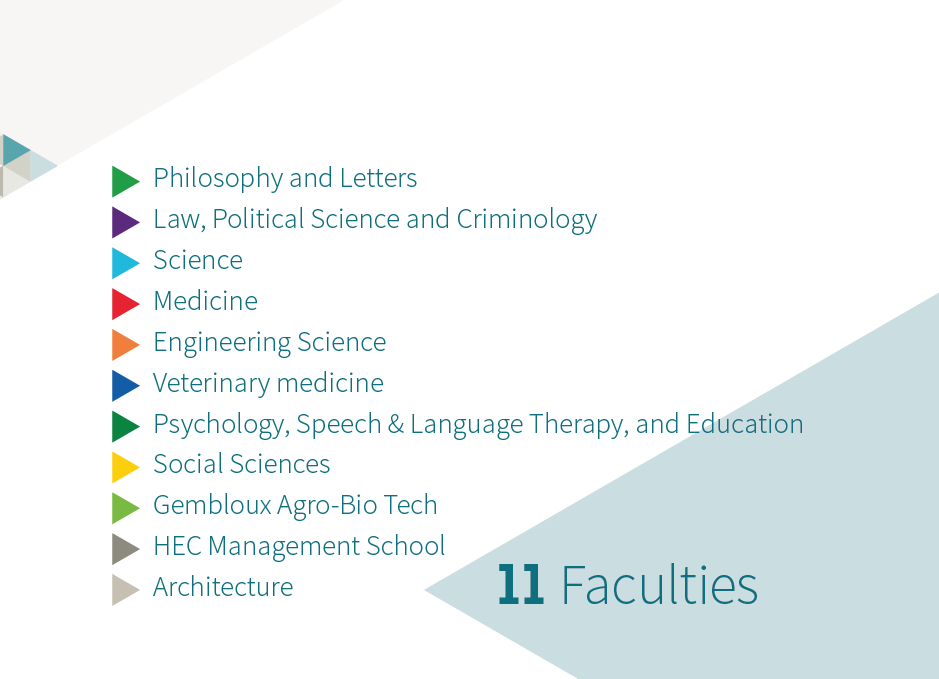 Philosophy and Letters
Law, Political Science and Criminology
Science
Medicine
Engineering Science
Veterinary medicine
Psychology, Speech & Language Therapy, and Education
Social Sciences
Gembloux Agro-Bio Tech
HEC Management School
Architecture
11 Faculties